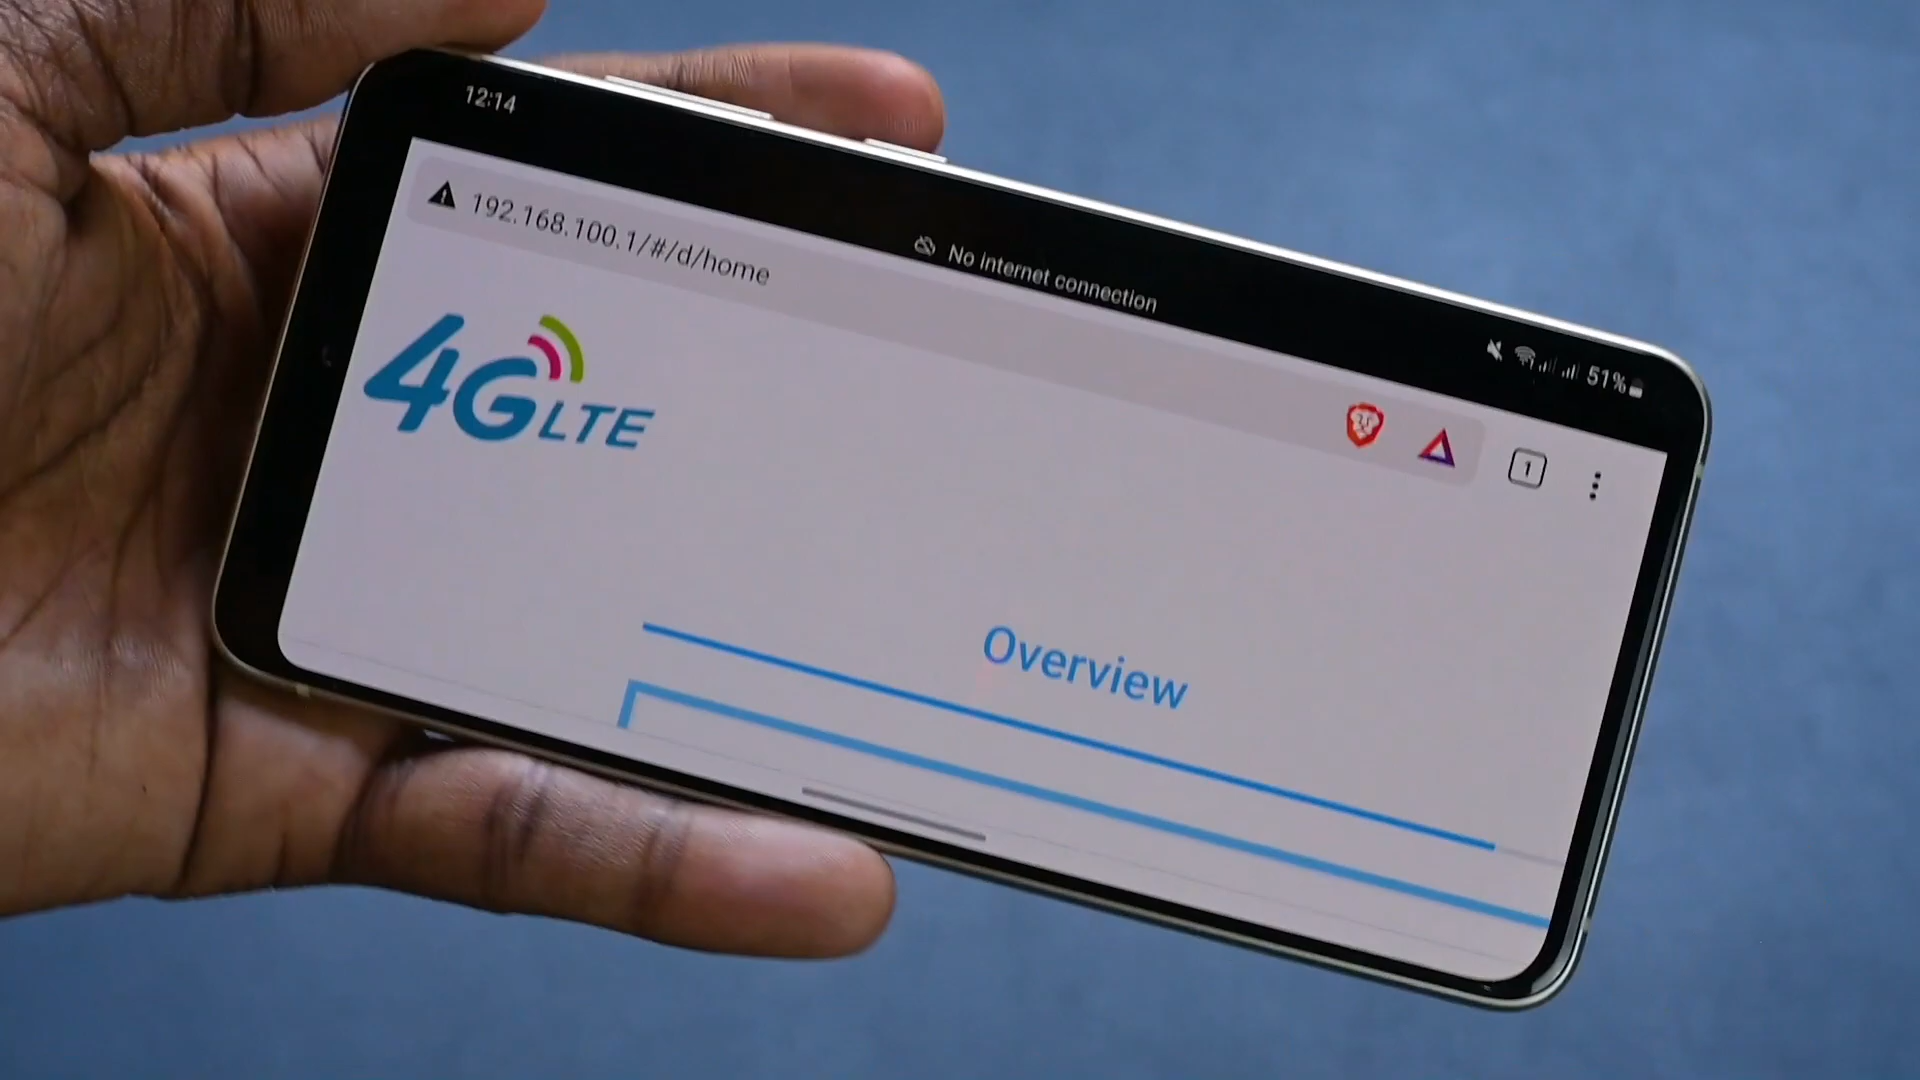 12:14
No internet connection
51%
192.168.100.1/#/d/home
1
4G LTE
Overview